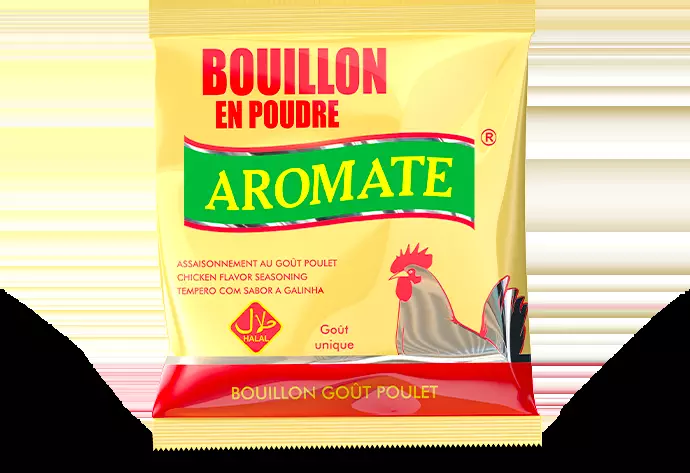 BOUILLON
EN POUDRE
®
AROMATE
ASSAISONNEMENT AU GOÛT POULET
CHICKEN FLAVOR SEASONING
TEMPERO COM SABOR A GALINHA
حلال
HALAL
Goût
unique
BOUILLON GOÛT POULET